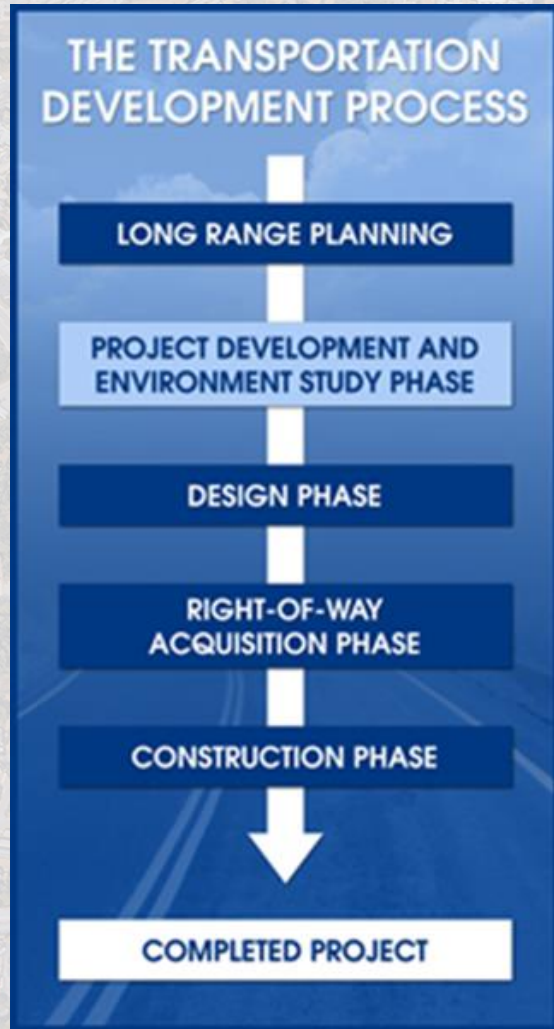 THE TRANSPORTATION
DEVELOPMENT PROCESS
LONG RANGE PLANNING
PROJECT DEVELOPMENT AND
ENVIRONMENT STUDY PHASE
DESIGN PHASE
RIGHT-OF-WAY
ACQUISITION PHASE
CONSTRUCTION PHASE
COMPLETED PROJECT